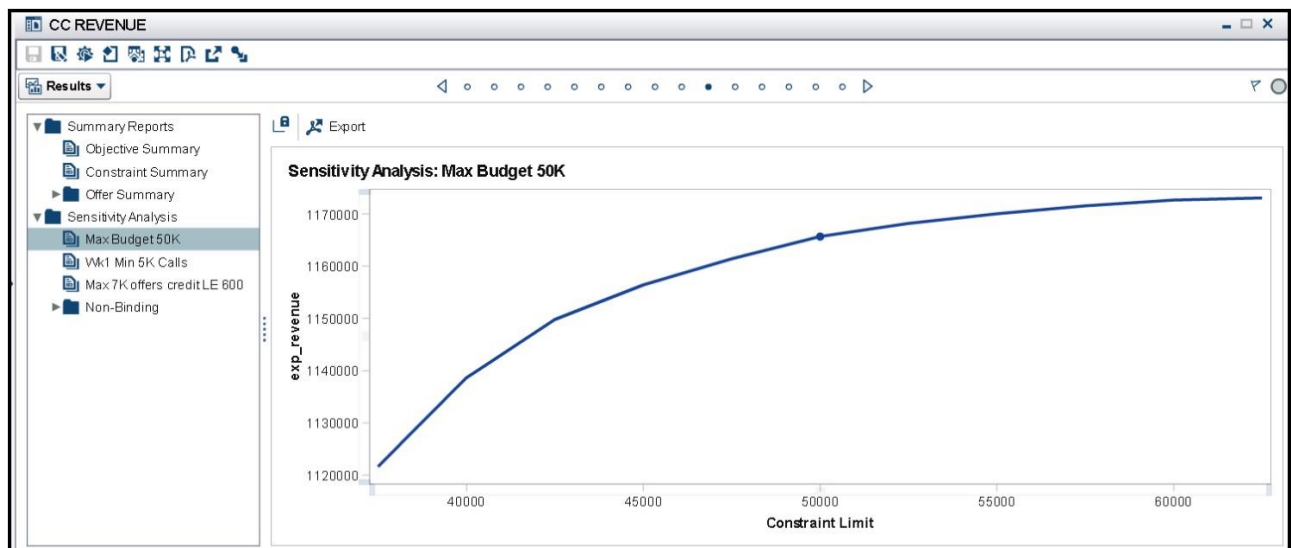 CC REVENUE
Results
Summary Reports
Objective Summary
Constraint Summary
Offer Summary
Sensitivity Analysis
Max Budget 50K
Wk1 Min 5K Calls
Max 7K offers credit LE 600
Non-Binding
Export
Sensitivity Analysis: Max Budget 50K
exp_revenue
1170000
1160000
1150000
1140000
1130000
1120000
40000 45000 50000 55000 60000
Constraint Limit